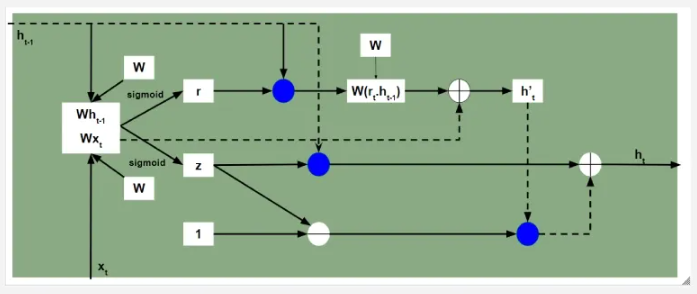 h_t-1
W
W
sigmoid
r
W(r_t.h_t-1)
h'_t
Wh_t-1
Wx_t
sigmoid
z
h_t
W
1
x_t